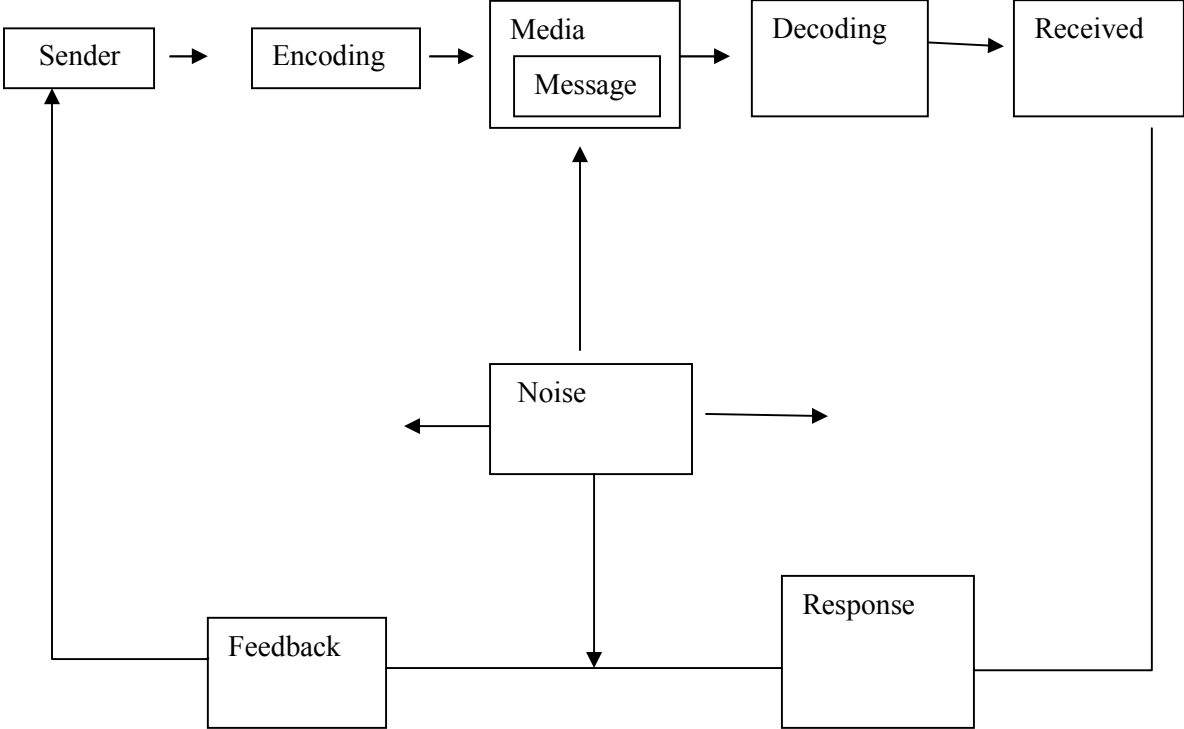 Sender
Encoding
Media
Message
Decoding
Received
Noise
Response
Feedback